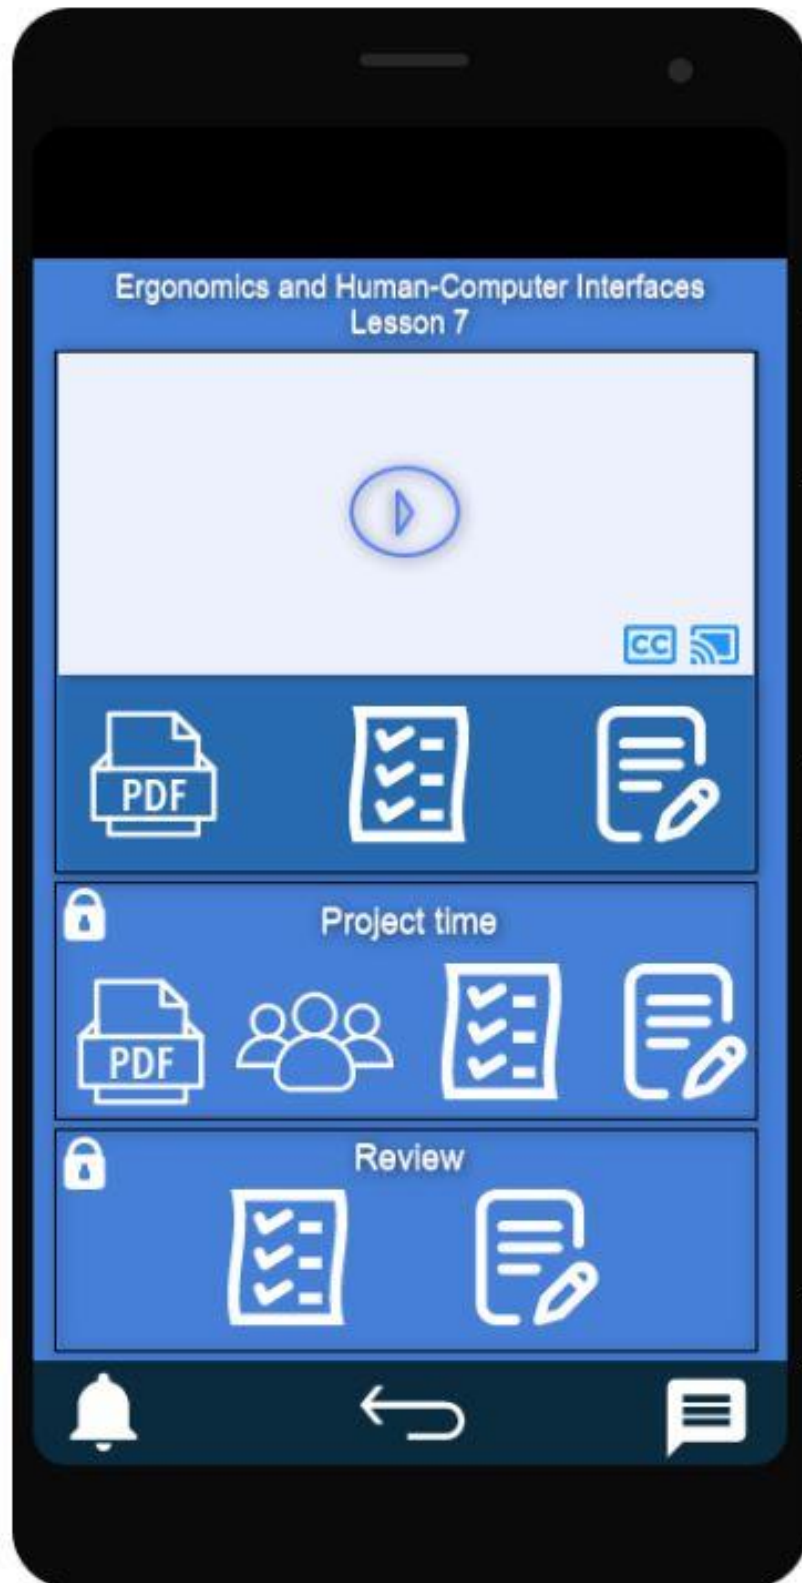 Ergonomics and Human-Computer Interfaces
Lesson 7
CC
PDF
Project time
PDF
Review